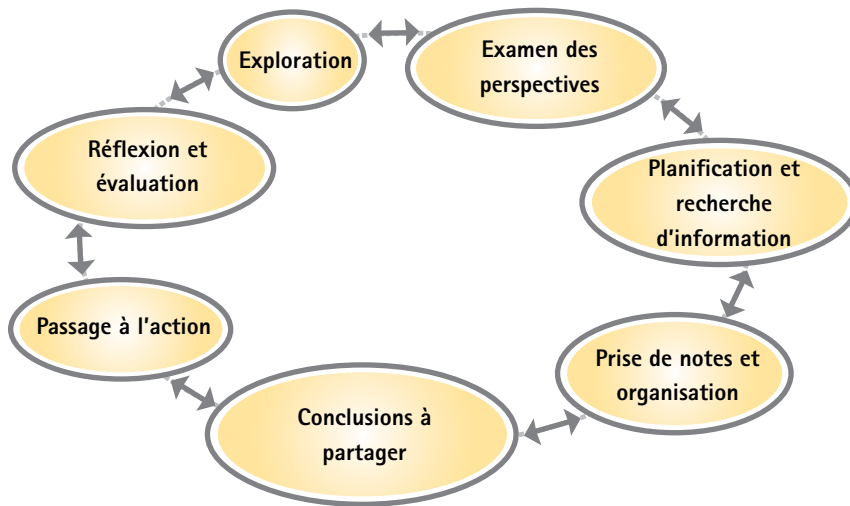 Exploration
Examen des
perspectives
Réflexion et
évaluation
Planification et
recherche
d'information
Passage à l'action
Prise de notes et
organisation
Conclusions à
partager